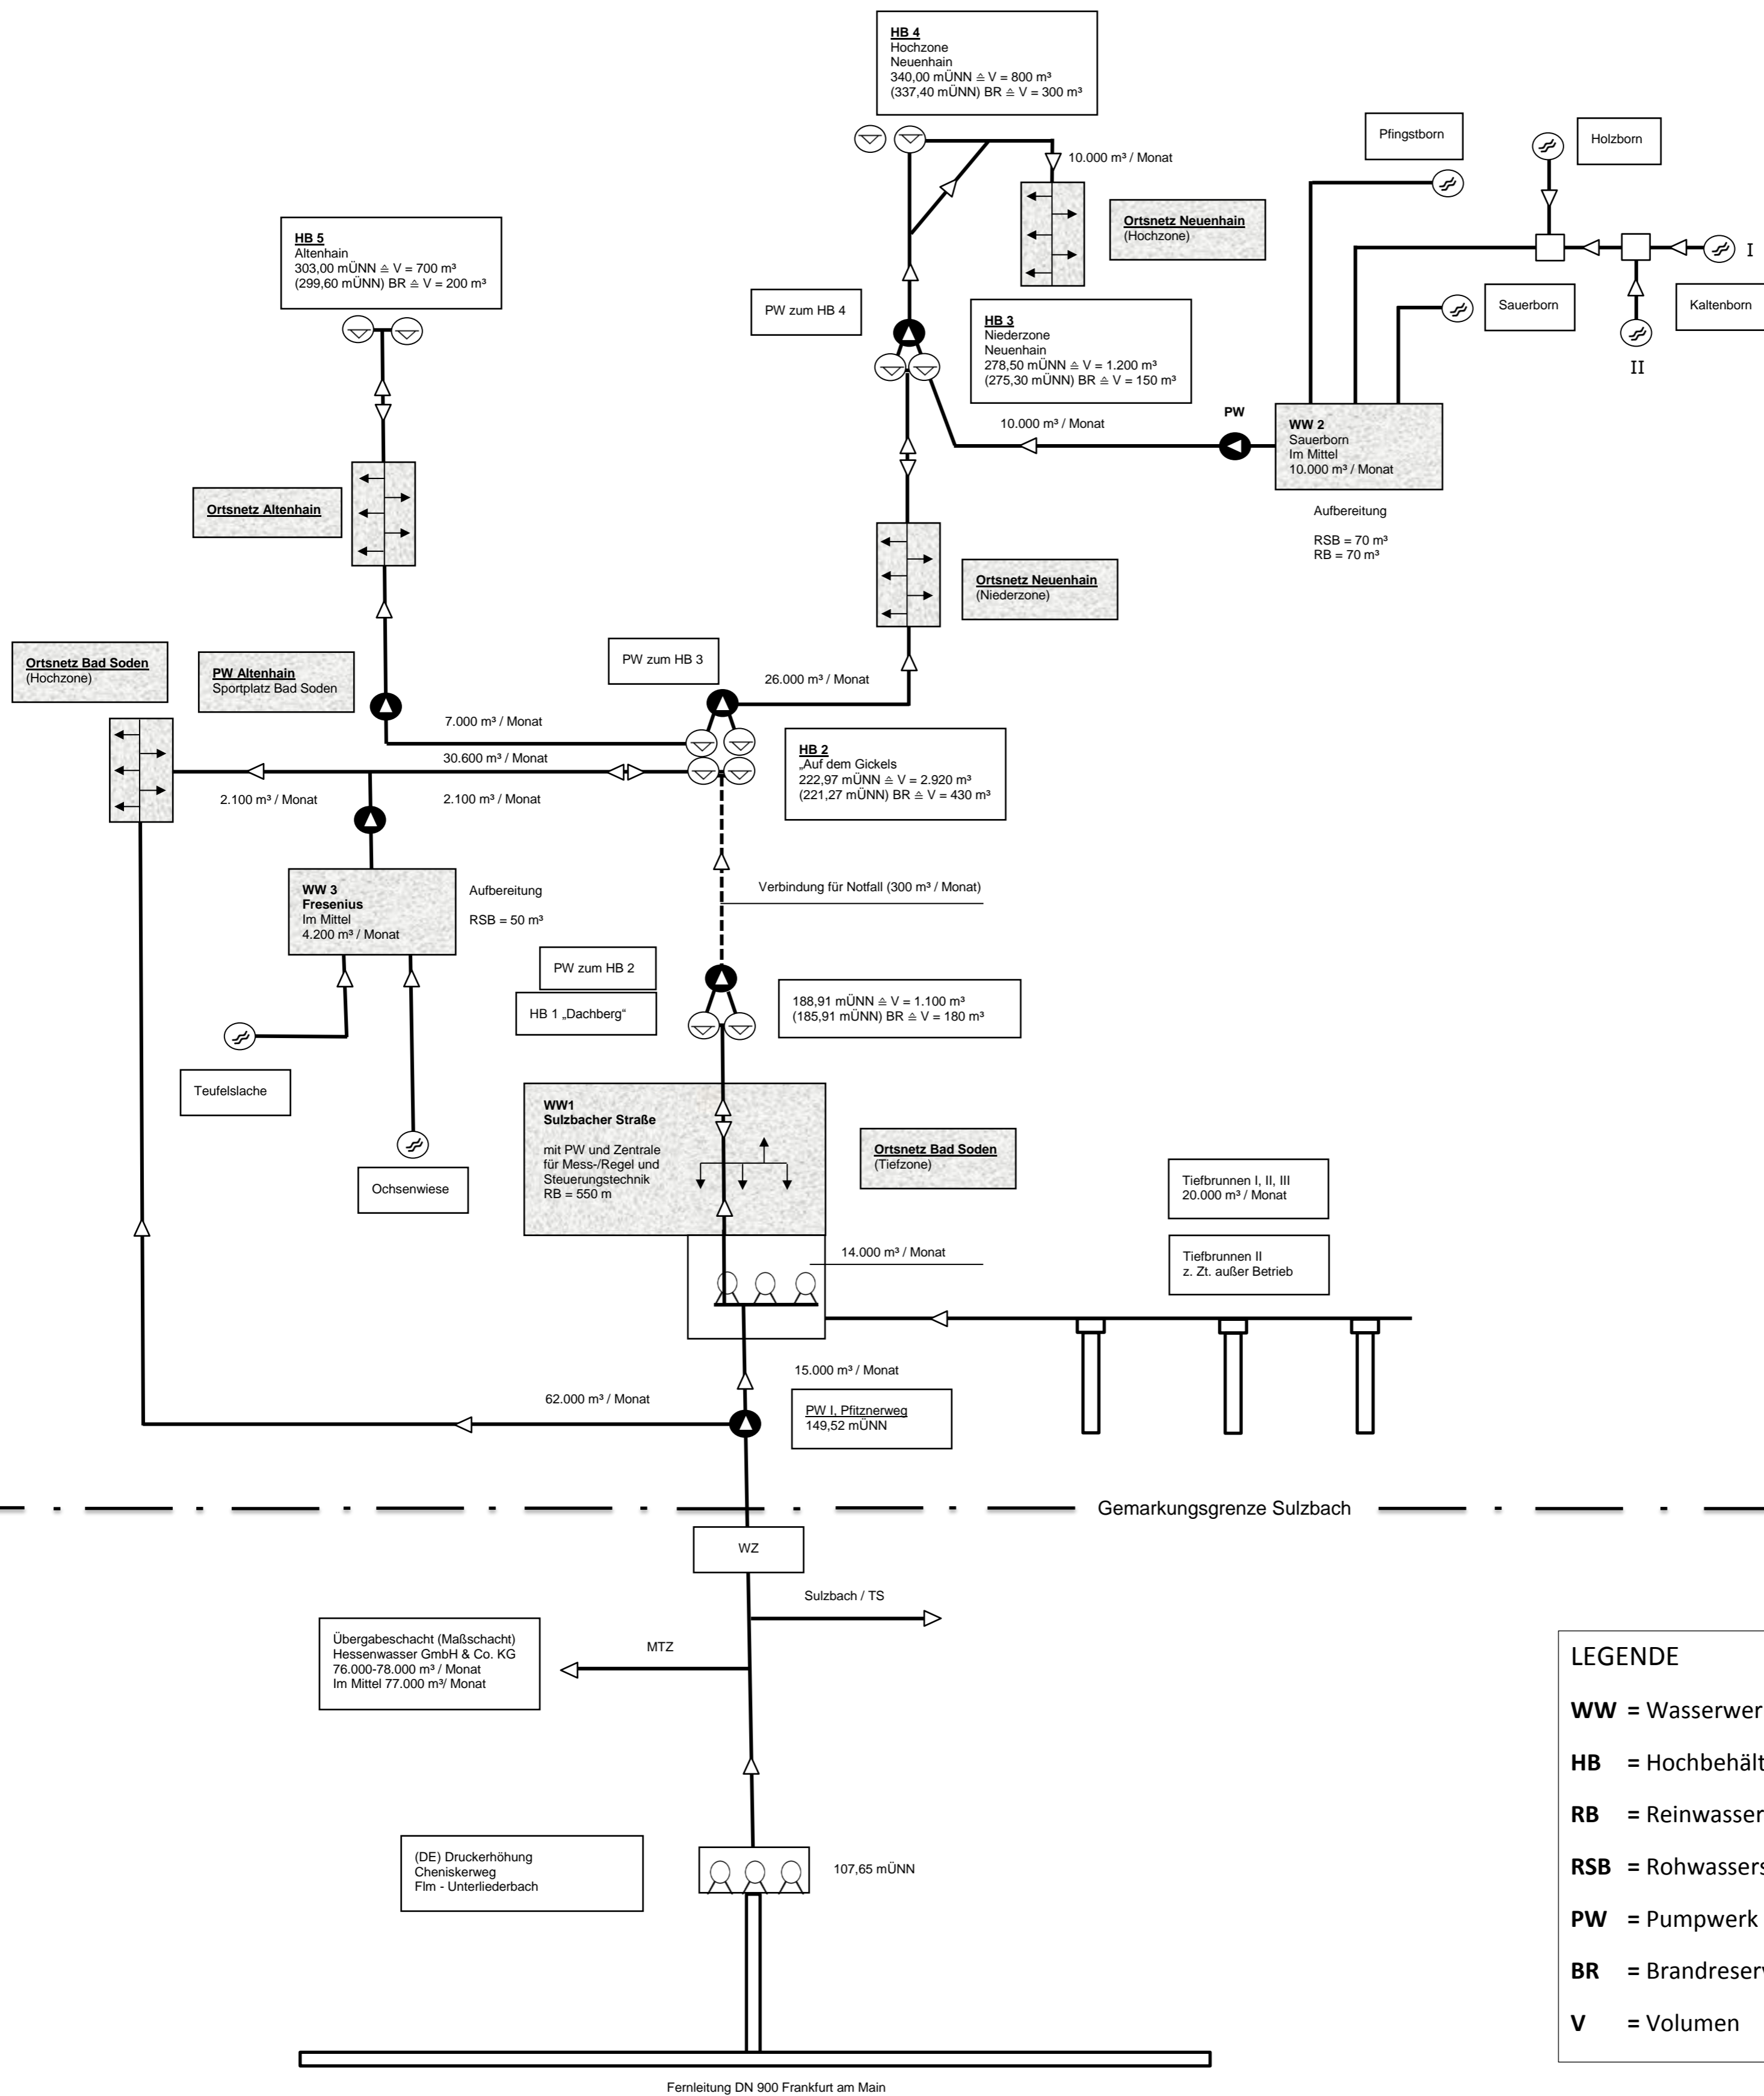 HB 4
Hochzone
Neuenhain
340,00 mÜNN ≙ V = 800 m³
(337,40 mÜNN) BR ≙ V = 300 m³
Pfingstborn
Holzborn
10.000 m³ / Monat
Ortsnetz Neuenhain
(Hochzone)
HB 5
Altenhain
303,00 mÜNN ≙ V = 700 m³
(299,60 mÜNN) BR ≙ V = 200 m³
I
PW zum HB 4
HB 3
Niederzone
Neuenhain
278,50 mÜNN ≙ V = 1.200 m³
(275,30 mÜNN) BR ≙ V = 150 m³
Sauerborn
Kaltenborn
II
10.000 m³ / Monat
PW
WW 2
Sauerborn
Im Mittel
10.000 m³ / Monat
Aufbereitung
RSB = 70 m³
RB = 70 m³
Ortsnetz Altenhain
Ortsnetz Neuenhain
(Niederzone)
Ortsnetz Bad Soden
(Hochzone)
PW Altenhain
Sportplatz Bad Soden
PW zum HB 3
26.000 m³ / Monat
7.000 m³ / Monat
30.600 m³ / Monat
2.100 m³ / Monat
2.100 m³ / Monat
HB 2
„Auf dem Gickels
222,97 mÜNN ≙ V = 2.920 m³
(221,27 mÜNN) BR ≙ V = 430 m³
WW 3
Fresenius
Im Mittel
4.200 m³ / Monat
Aufbereitung
RSB = 50 m³
Verbindung für Notfall (300 m³ / Monat)
PW zum HB 2
HB 1 „Dachberg“
188,91 mÜNN ≙ V = 1.100 m³
(185,91 mÜNN) BR ≙ V = 180 m³
Teufelslache
Ochsenwiese
WW1
Sulzbacher Straße
mit PW und Zentrale
für Mess-/Regel und
Steuerungstechnik
RB = 550 m
Ortsnetz Bad Soden
(Tiefzone)
Tiefbrunnen I, II, III
20.000 m³ / Monat
14.000 m³ / Monat
Tiefbrunnen II
z. Zt. außer Betrieb
15.000 m³ / Monat
62.000 m³ / Monat
PW I, Pfitznerweg
149,52 mÜNN
Gemarkungsgrenze Sulzbach
WZ
Sulzbach / TS
MTZ
Übergabeschacht (Maßschacht)
Hessenwasser GmbH & Co. KG
76.000-78.000 m³ / Monat
Im Mittel 77.000 m³/ Monat
(DE) Druckerhöhung
Cheniskerweg
Flm - Unterliederbach
107,65 mÜNN
Fernleitung DN 900 Frankfurt am Main
LEGENDE
WW = Wasserwer
HB = Hochbehält
RB = Reinwasser
RSB = Rohwassers
PW = Pumpwerk
BR = Brandreserv
V = Volumen